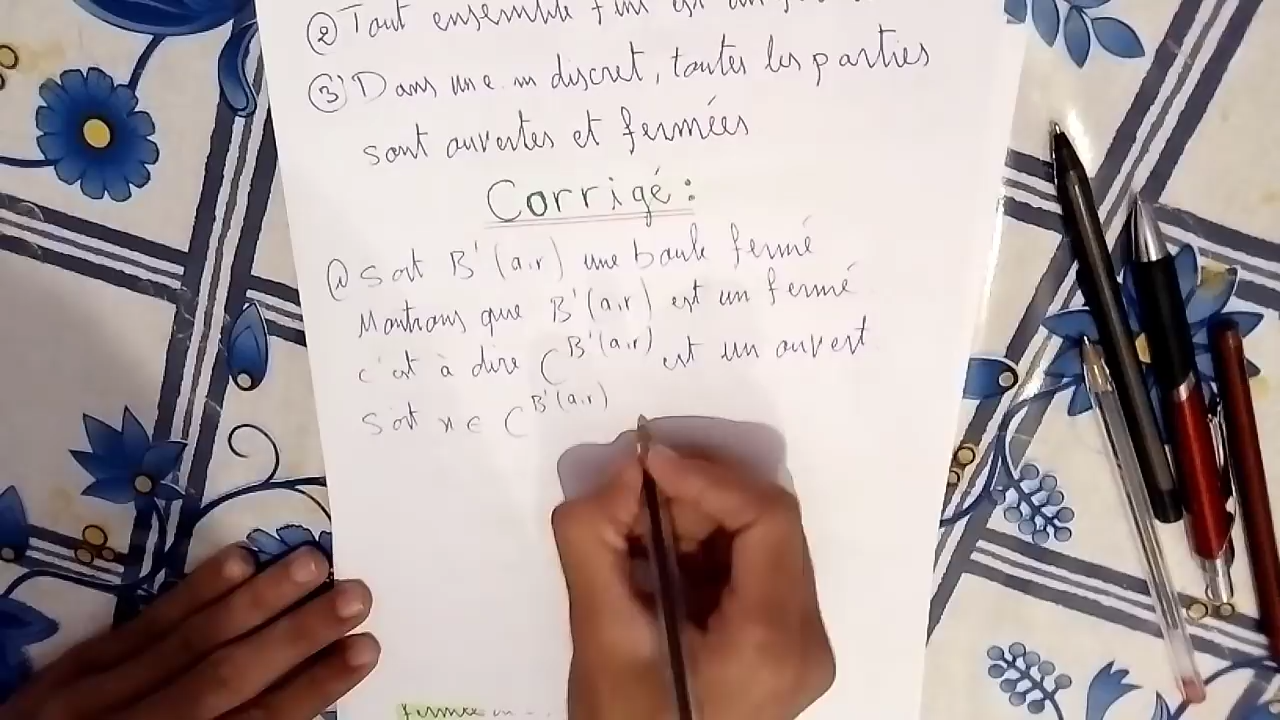 ② Tout ensemble fini est un
③ Dans un e.m discret, toutes les parties
sont ouvertes et fermées
Corrigé:
① Soit B'(a,r) une boule fermé
Montrons que B'(a,r) est un fermé
c'est à dire C^B'(a,r) est un ouvert
Soit x ∈ C^B'(a,r)
fermée